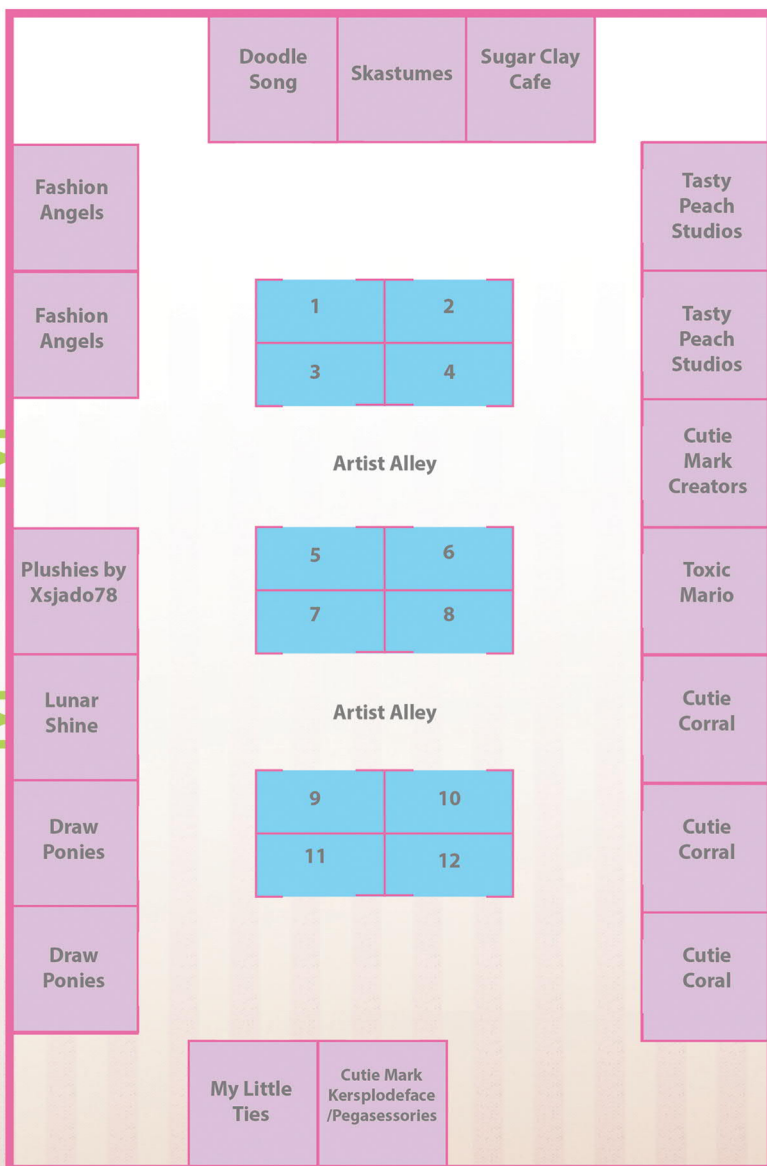 Doodle
Song
Skastumes
Sugar Clay
Cafe
Fashion
Angels
Tasty
Peach
Studios
Fashion
Angels
1
2
3
4
Tasty
Peach
Studios
Artist Alley
Cutie
Mark
Creators
Plushies by
Xsjado78
5
6
7
8
Toxic
Mario
Lunar
Shine
Artist Alley
Cutie
Corral
Draw
Ponies
9
10
11
12
Cutie
Corral
Draw
Ponies
Cutie
Coral
My Little
Ties
Cutie Mark
Kersplodeface
/Pegasessories